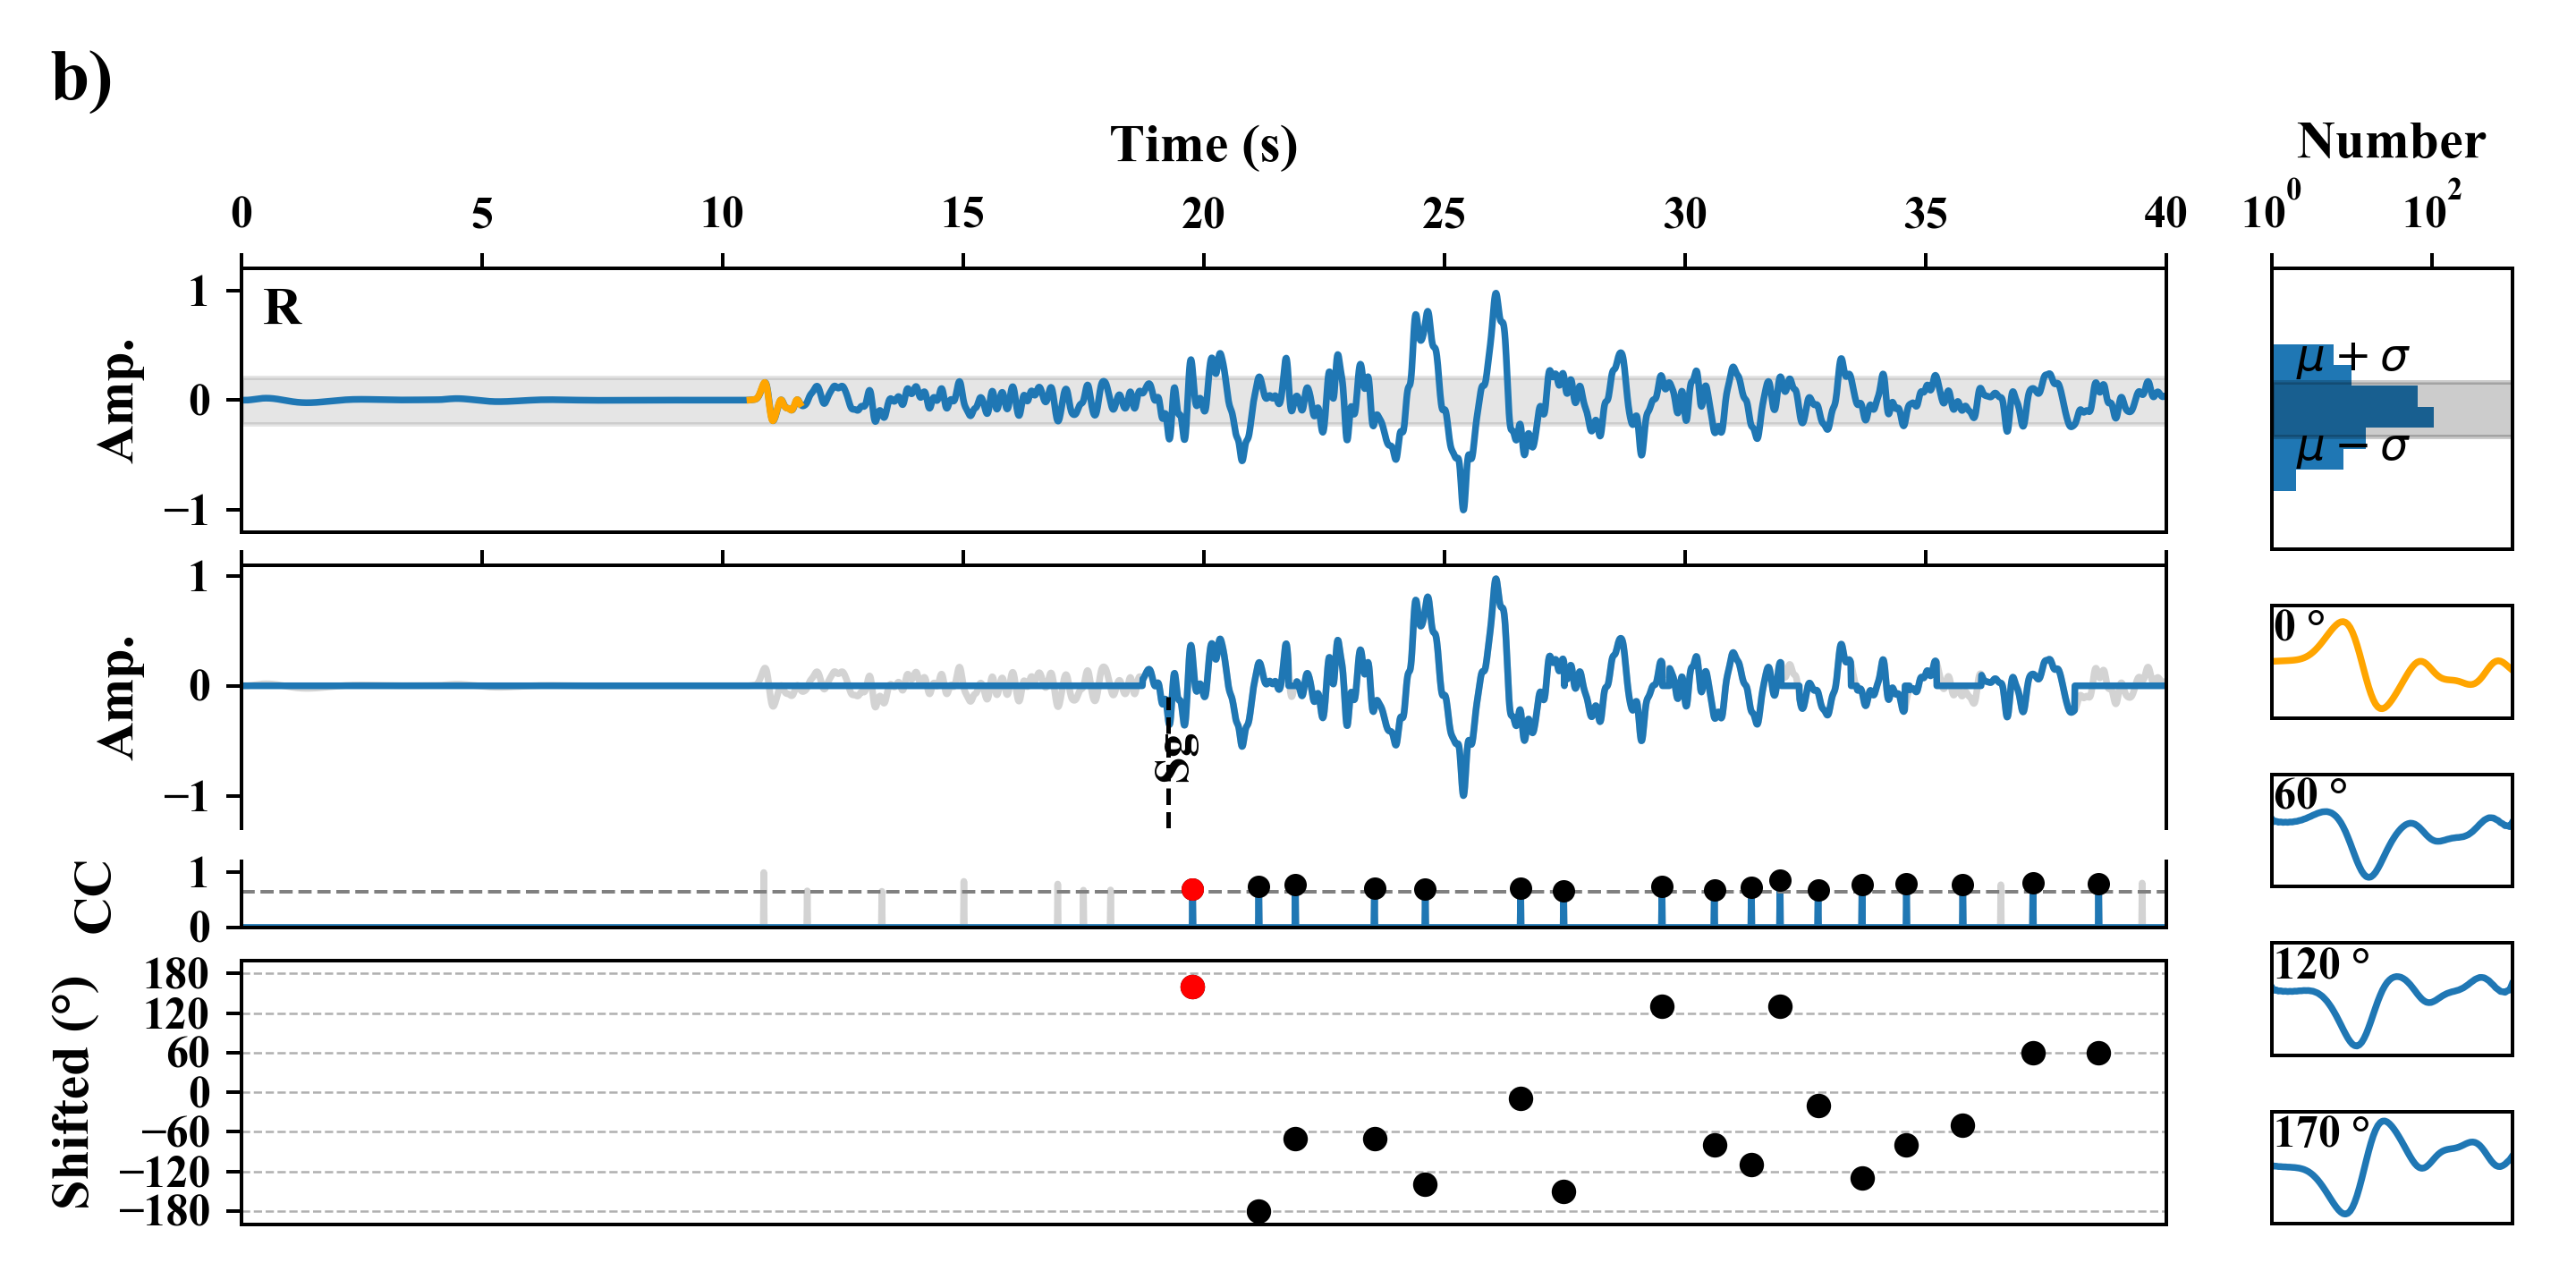 b)
Time (s)
Number
0 5 10 15 20 25 30 35 40
10^0 10^2
R
1
0
−1
Amp.
μ + σ
μ − σ
1
0
−1
Amp.
Sg
0 °
60 °
1
0
CC
120 °
180
120
60
0
−60
−120
−180
Shifted (°)
170 °